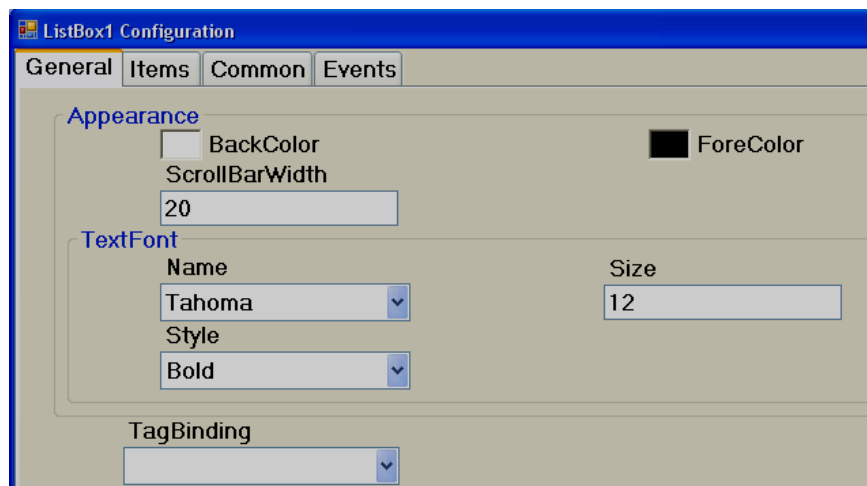 ListBox1 Configuration
General Items Common Events
Appearance
BackColor ForeColor
ScrollBarWidth
20
TextFont
Name Size
Tahoma 12
Style
Bold
TagBinding